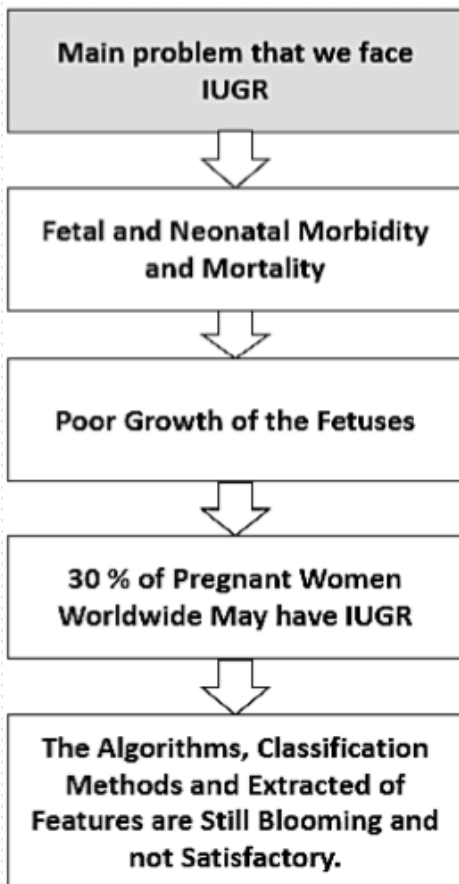 Main problem that we face
IUGR
Fetal and Neonatal Morbidity
and Mortality
Poor Growth of the Fetuses
30 % of Pregnant Women
Worldwide May have IUGR
The Algorithms, Classification
Methods and Extracted of
Features are Still Blooming and
not Satisfactory.